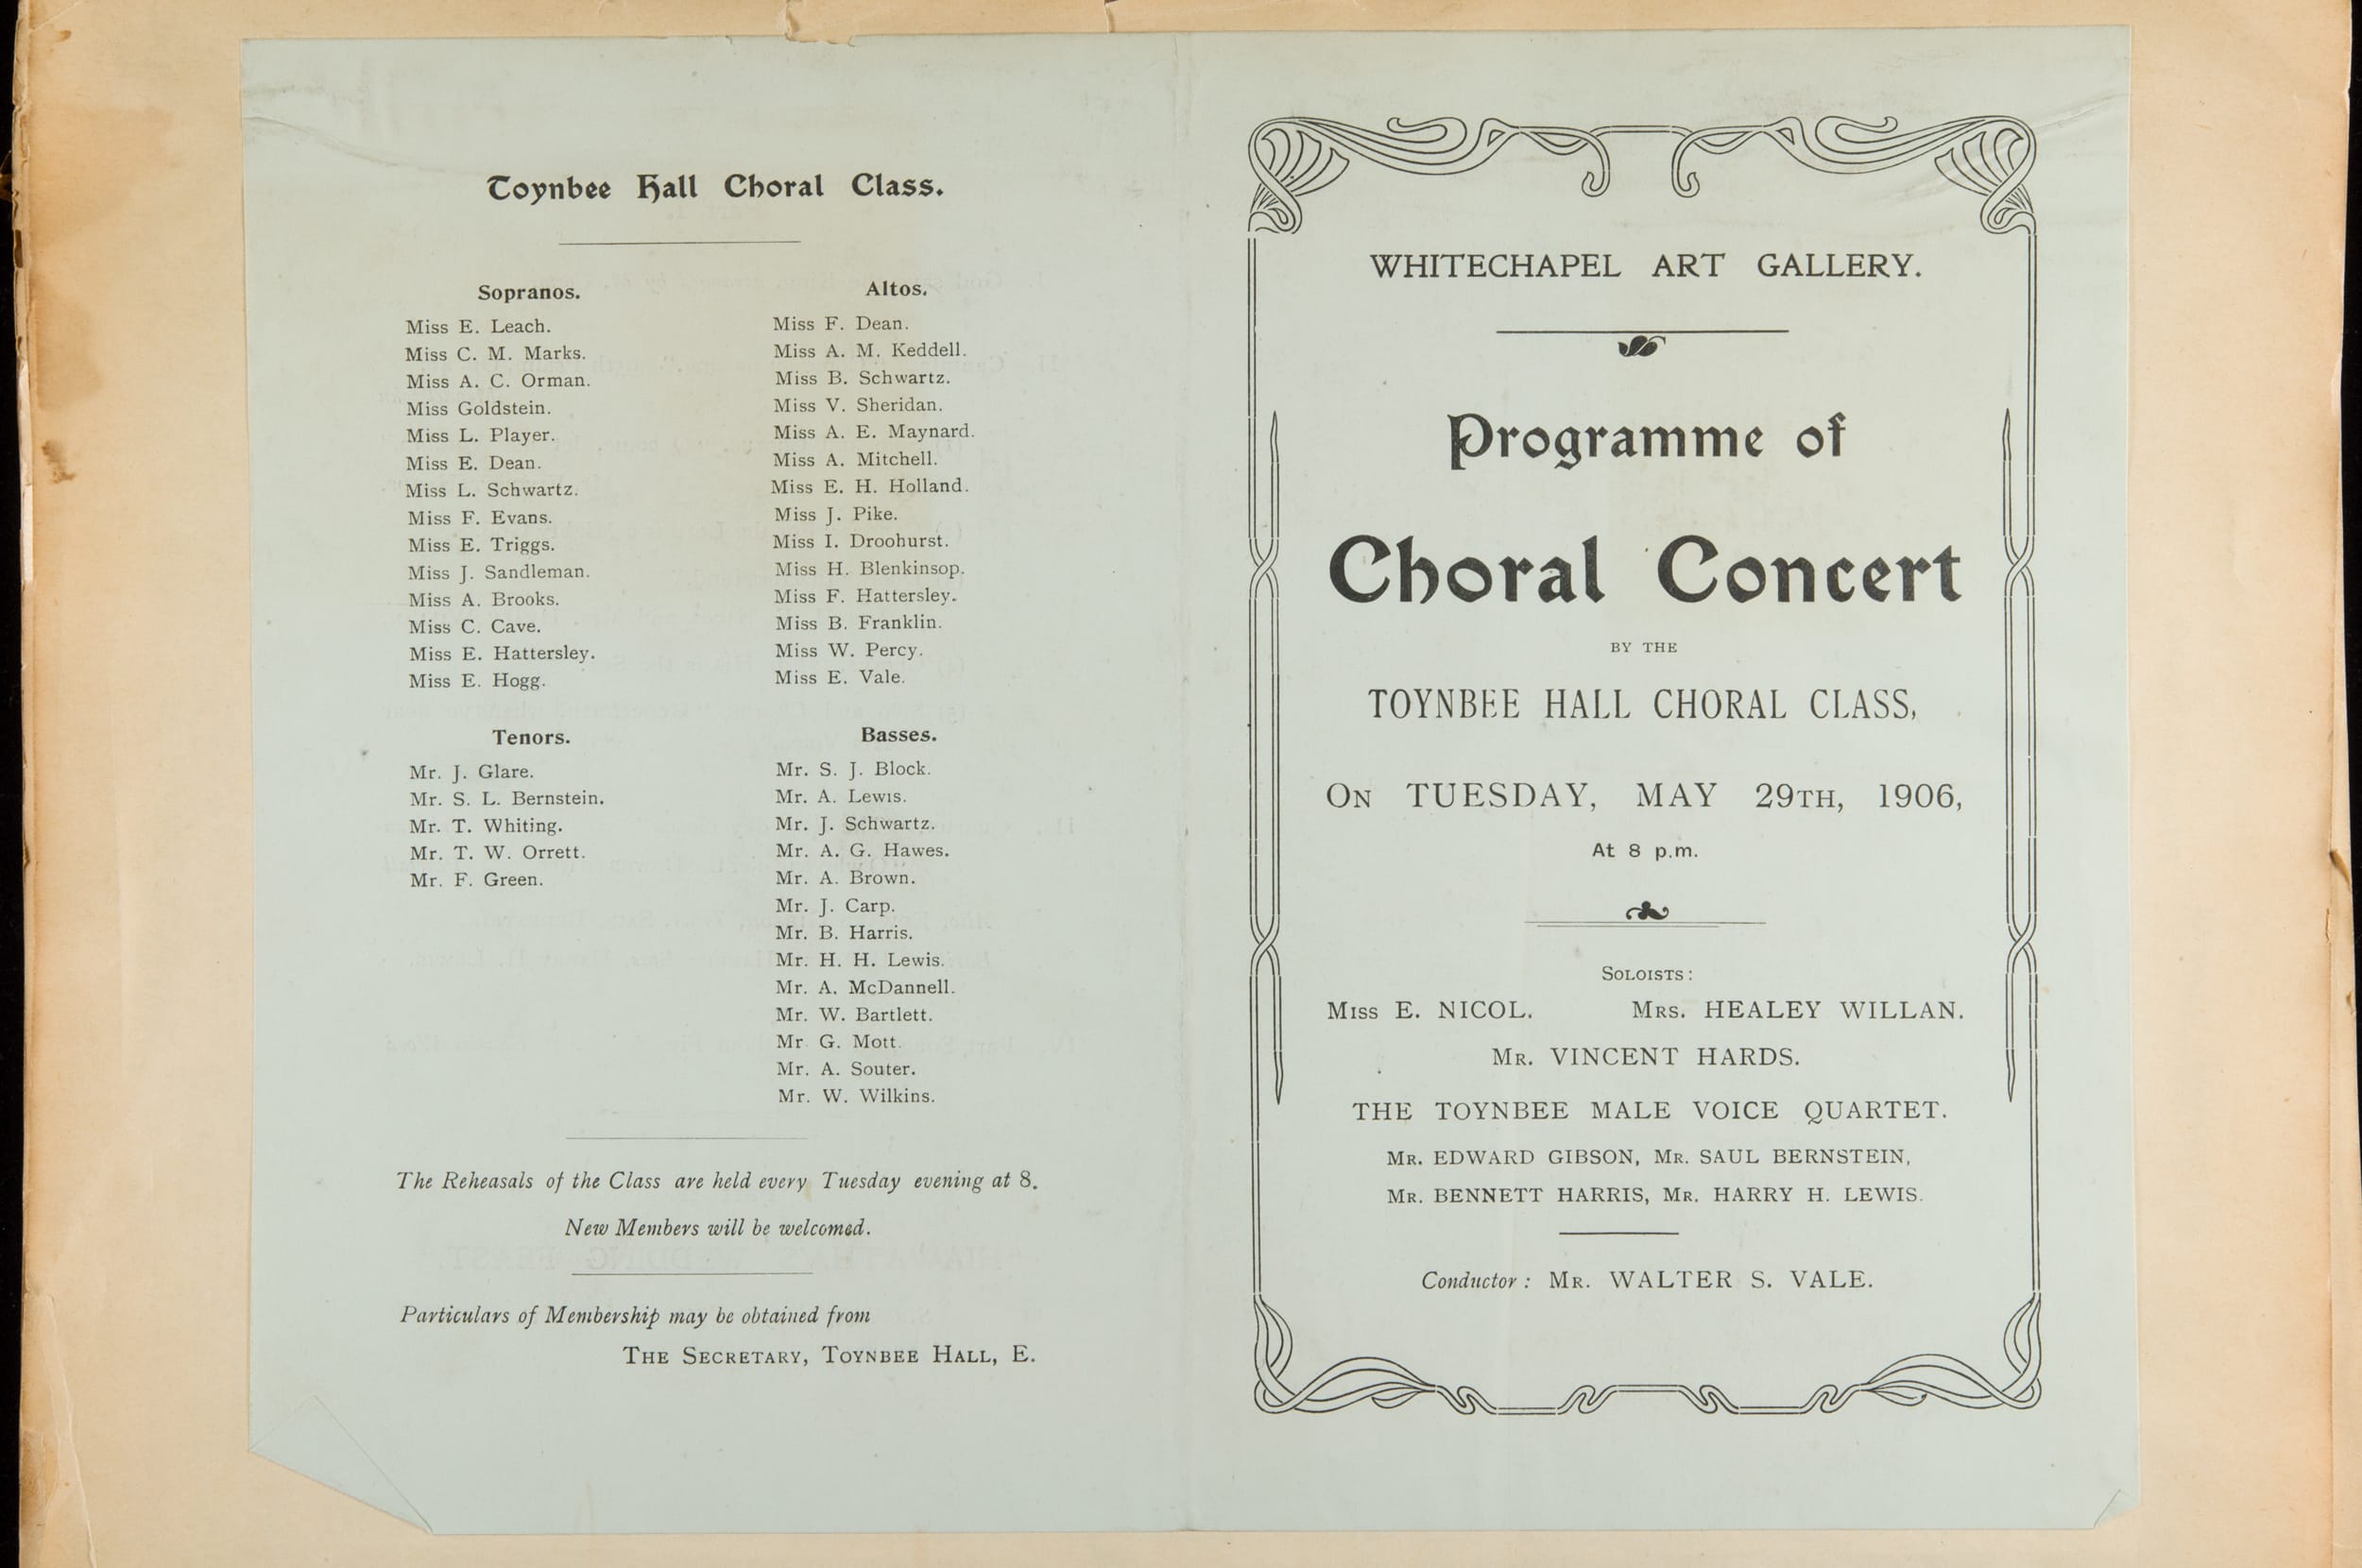 Toynbee Hall Choral Class.
Sopranos.
Miss E. Leach.
Miss C. M. Marks.
Miss A. C. Orman.
Miss Goldstein.
Miss L. Player.
Miss E. Dean.
Miss L. Schwartz.
Miss F. Evans.
Miss E. Triggs.
Miss J. Sandleman.
Miss A. Brooks.
Miss C. Cave.
Miss E. Hattersley.
Miss E. Hogg.
Altos.
Miss F. Dean.
Miss A. M. Keddell.
Miss B. Schwartz.
Miss V. Sheridan.
Miss A. E. Maynard.
Miss A. Mitchell.
Miss E. H. Holland.
Miss J. Pike.
Miss I. Droohurst.
Miss H. Blenkinsop.
Miss F. Hattersley.
Miss B. Franklin.
Miss W. Percy.
Miss E. Vale.
Tenors.
Mr. J. Glare.
Mr. S. L. Bernstein.
Mr. T. Whiting.
Mr. T. W. Orrett.
Mr. F. Green.
Basses.
Mr. S. J. Block.
Mr. A. Lewis.
Mr. J. Schwartz.
Mr. A. G. Hawes.
Mr. A. Brown.
Mr. J. Carp.
Mr. B. Harris.
Mr. H. H. Lewis.
Mr. A. McDannell.
Mr. W. Bartlett.
Mr G. Mott.
Mr. A. Souter.
Mr. W. Wilkins.
The Reheasals of the Class are held every Tuesday evening at 8.
New Members will be welcomed.
Particulars of Membership may be obtained from
THE SECRETARY, TOYNBEE HALL, E.
WHITECHAPEL ART GALLERY.
Programme of
Choral Concert
BY THE
TOYNBEE HALL CHORAL CLASS,
ON TUESDAY, MAY 29TH, 1906,
At 8 p.m.
SOLOISTS:
MISS E. NICOL. MRS. HEALEY WILLAN.
MR. VINCENT HARDS.
THE TOYNBEE MALE VOICE QUARTET.
MR. EDWARD GIBSON, MR. SAUL BERNSTEIN,
MR. BENNETT HARRIS, MR. HARRY H. LEWIS.
Conductor: MR. WALTER S. VALE.